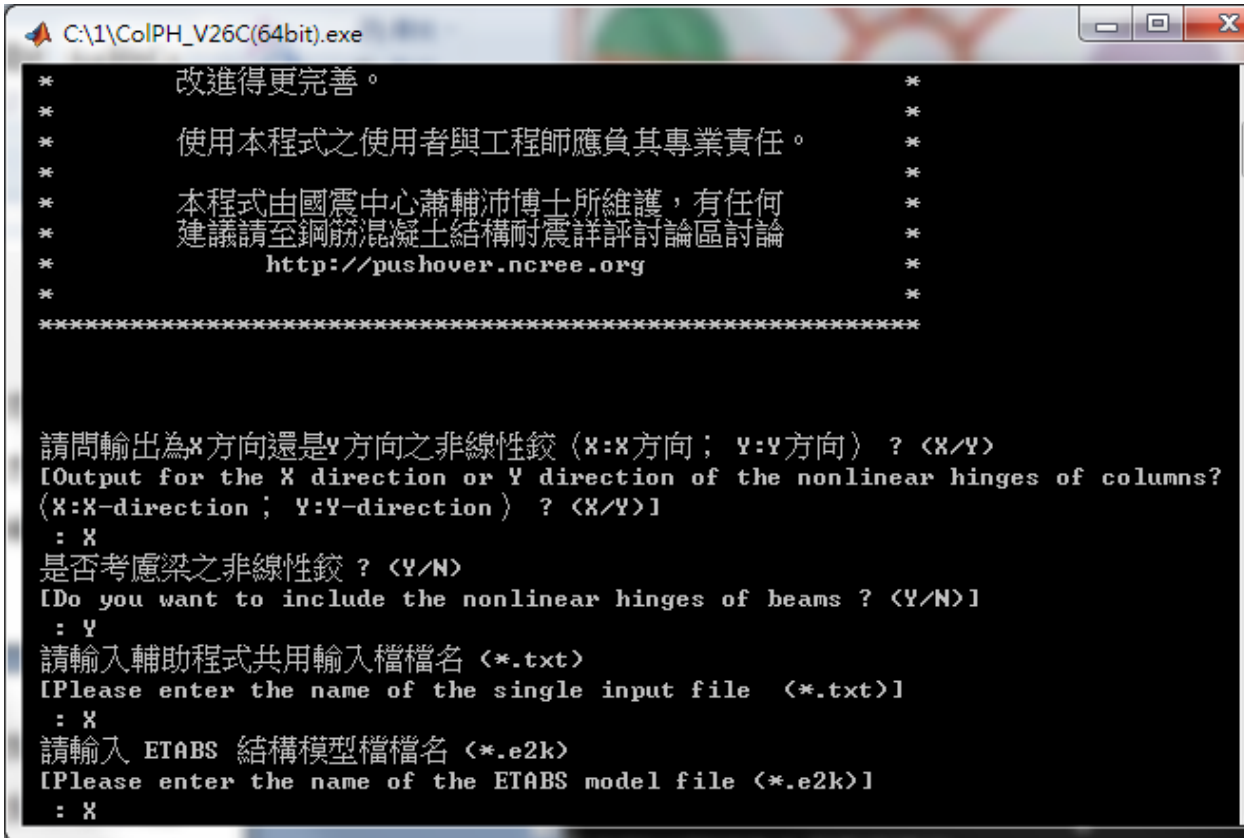 C:\1\ColPH_V26C(64bit).exe
* 改進得更完善。 *
* *
* 使用本程式之使用者與工程師應負其專業責任。 *
* *
* 本程式由國震中心蕭輔沛博士所維護，有任何 *
* 建議請至鋼筋混凝土結構耐震詳評討論區討論 *
* http://pushover.ncree.org *
* *
**********************************************************
請問輸出為X方向還是Y方向之非線性鉸（X:X方向； Y:Y方向） ? (X/Y)
[Output for the X direction or Y direction of the nonlinear hinges of columns?
（X:X-direction； Y:Y-direction） ? (X/Y)]
: X
是否考慮梁之非線性鉸 ? (Y/N)
[Do you want to include the nonlinear hinges of beams ? (Y/N)]
: Y
請輸入輔助程式共用輸入檔檔名 (*.txt)
[Please enter the name of the single input file (*.txt)]
: X
請輸入 ETABS 結構模型檔檔名 (*.e2k)
[Please enter the name of the ETABS model file (*.e2k)]
: X